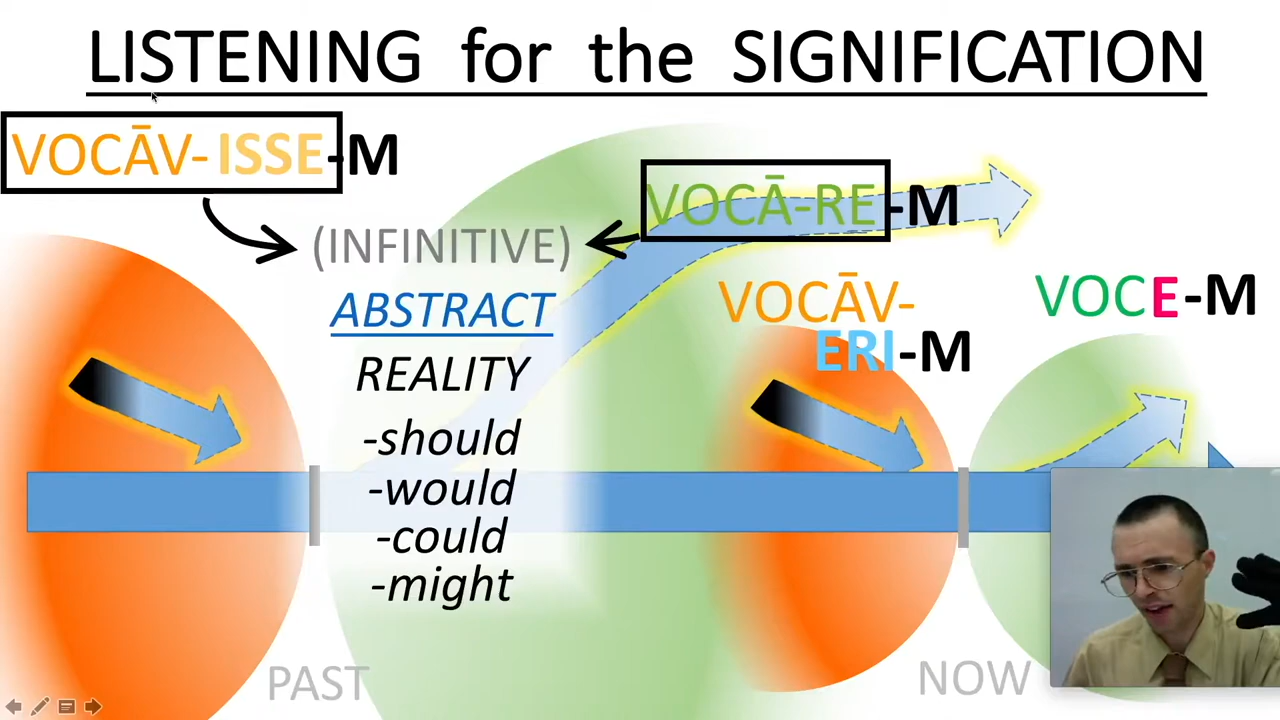 LISTENING for the SIGNIFICATION
VOCĀV-ISSE-M
VOCĀ-RE-M
(INFINITIVE)
ABSTRACT
REALITY
-should
-would
-could
-might
VOCĀV-
ERI-M
VOCE-M
PAST
NOW